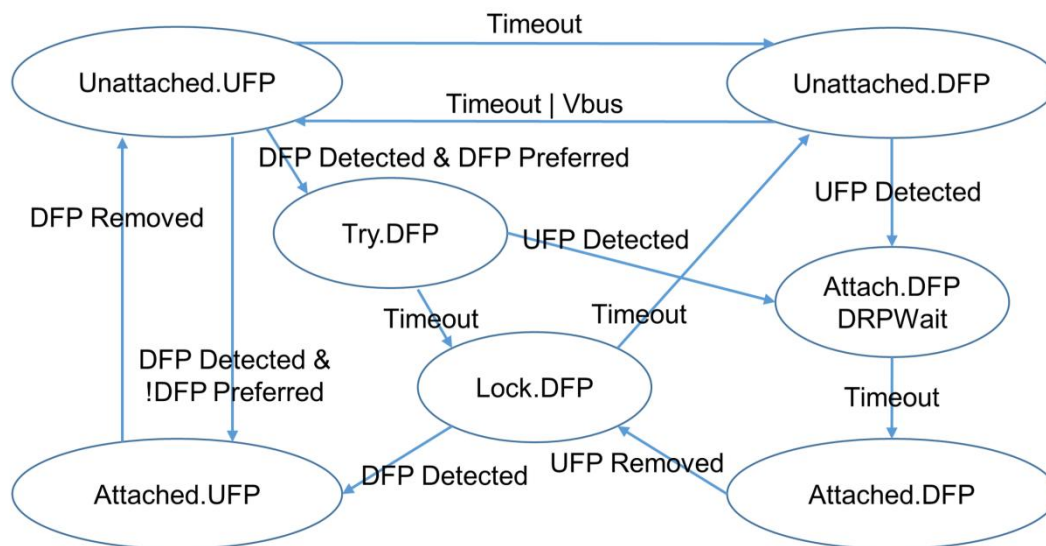 Timeout
Unattached.UFP
Unattached.DFP
Timeout | Vbus
DFP Detected & DFP Preferred
UFP Detected
DFP Removed
Try.DFP
UFP Detected
Attach.DFP
DRPWait
Timeout
Timeout
DFP Detected &
!DFP Preferred
Lock.DFP
Timeout
DFP Detected
UFP Removed
Attached.UFP
Attached.DFP